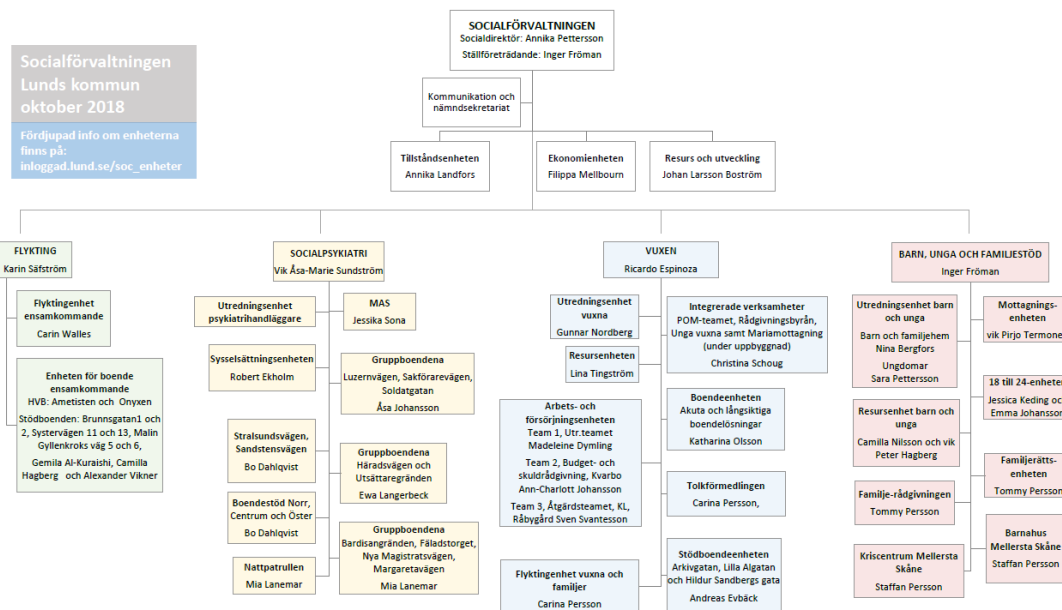 SOCIALFÖRVALTNINGEN
Socialdirektör: Annika Pettersson
Ställföreträdande: Inger Fröman
Socialförvaltningen
Lunds kommun
oktober 2018
Fördjupad info om enheterna
finns på:
inloggad.lund.se/soc_enheter
Kommunikation och
nämndsekretariat
Tillståndsenheten
Annika Landfors
Ekonomienheten
Filippa Mellbourn
Resurs och utveckling
Johan Larsson Boström
FLYKTING
Karin Säfström
Flyktingenhet
ensamkommande
Carin Walles
Enheten för boende
ensamkommande
HVB: Ametisten och Onyxen
Stödboenden: Brunnsgatan1 och
2, Systervägen 11 och 13, Malin
Gyllenkroks väg 5 och 6,
Gemila Al-Kuraishi, Camilla
Hagberg och Alexander Vikner
SOCIALPSYKIATRI
Vik Åsa-Marie Sundström
Utredningsenhet
psykiatrihandläggare
MAS
Jessika Sona
Sysselsättningsenheten
Robert Ekholm
Gruppboendena
Luzernvägen, Sakförarevägen,
Soldatgatan
Åsa Johansson
Stralsundsvägen,
Sandstensvägen
Bo Dahlqvist
Gruppboendena
Häradsvägen och
Utsättaregränden
Ewa Langerbeck
Boendestöd Norr,
Centrum och Öster
Bo Dahlqvist
Gruppboendena
Bardisangränden, Fäladstorget,
Nya Magistratsvägen,
Margaretavägen
Mia Lanemar
Nattpatrullen
Mia Lanemar
VUXEN
Ricardo Espinoza
Utredningsenhet
vuxna
Gunnar Nordberg
Integrerade verksamheter
POM-teamet, Rådgivningsbyrån,
Unga vuxna samt Mariamottagning
(under uppbyggnad)
Christina Schoug
Resursenheten
Lina Tingström
Arbets- och
försörjningsenheten
Team 1, Utr.teamet
Madeleine Dymling
Team 2, Budget- och
skuldrådgivning, Kvarbo
Ann-Charlott Johansson
Team 3, Åtgärdsteamet, KL,
Råbygård Sven Svantesson
Boendeenheten
Akuta och långsiktiga
boendelösningar
Katharina Olsson
Tolkförmedlingen
Carina Persson,
Flyktingenhet vuxna och
familjer
Carina Persson
Stödboendeenheten
Arkivgatan, Lilla Algatan
och Hildur Sandbergs gata
Andreas Evbäck
BARN, UNGA OCH FAMILJESTÖD
Inger Fröman
Utredningsenhet barn
och unga
Barn och familjehem
Nina Bergfors
Ungdomar
Sara Pettersson
Mottagnings-
enheten
vik Pirjo Termonen
18 till 24-enheten
Jessica Keding oc
Emma Johansson
Resursenhet barn och
unga
Camilla Nilsson och vik
Peter Hagberg
Familjerätts-
enheten
Tommy Persson
Familje-rådgivningen
Tommy Persson
Barnahus
Mellersta Skåne
Staffan Persson
Kriscentrum Mellersta
Skåne
Staffan Persson